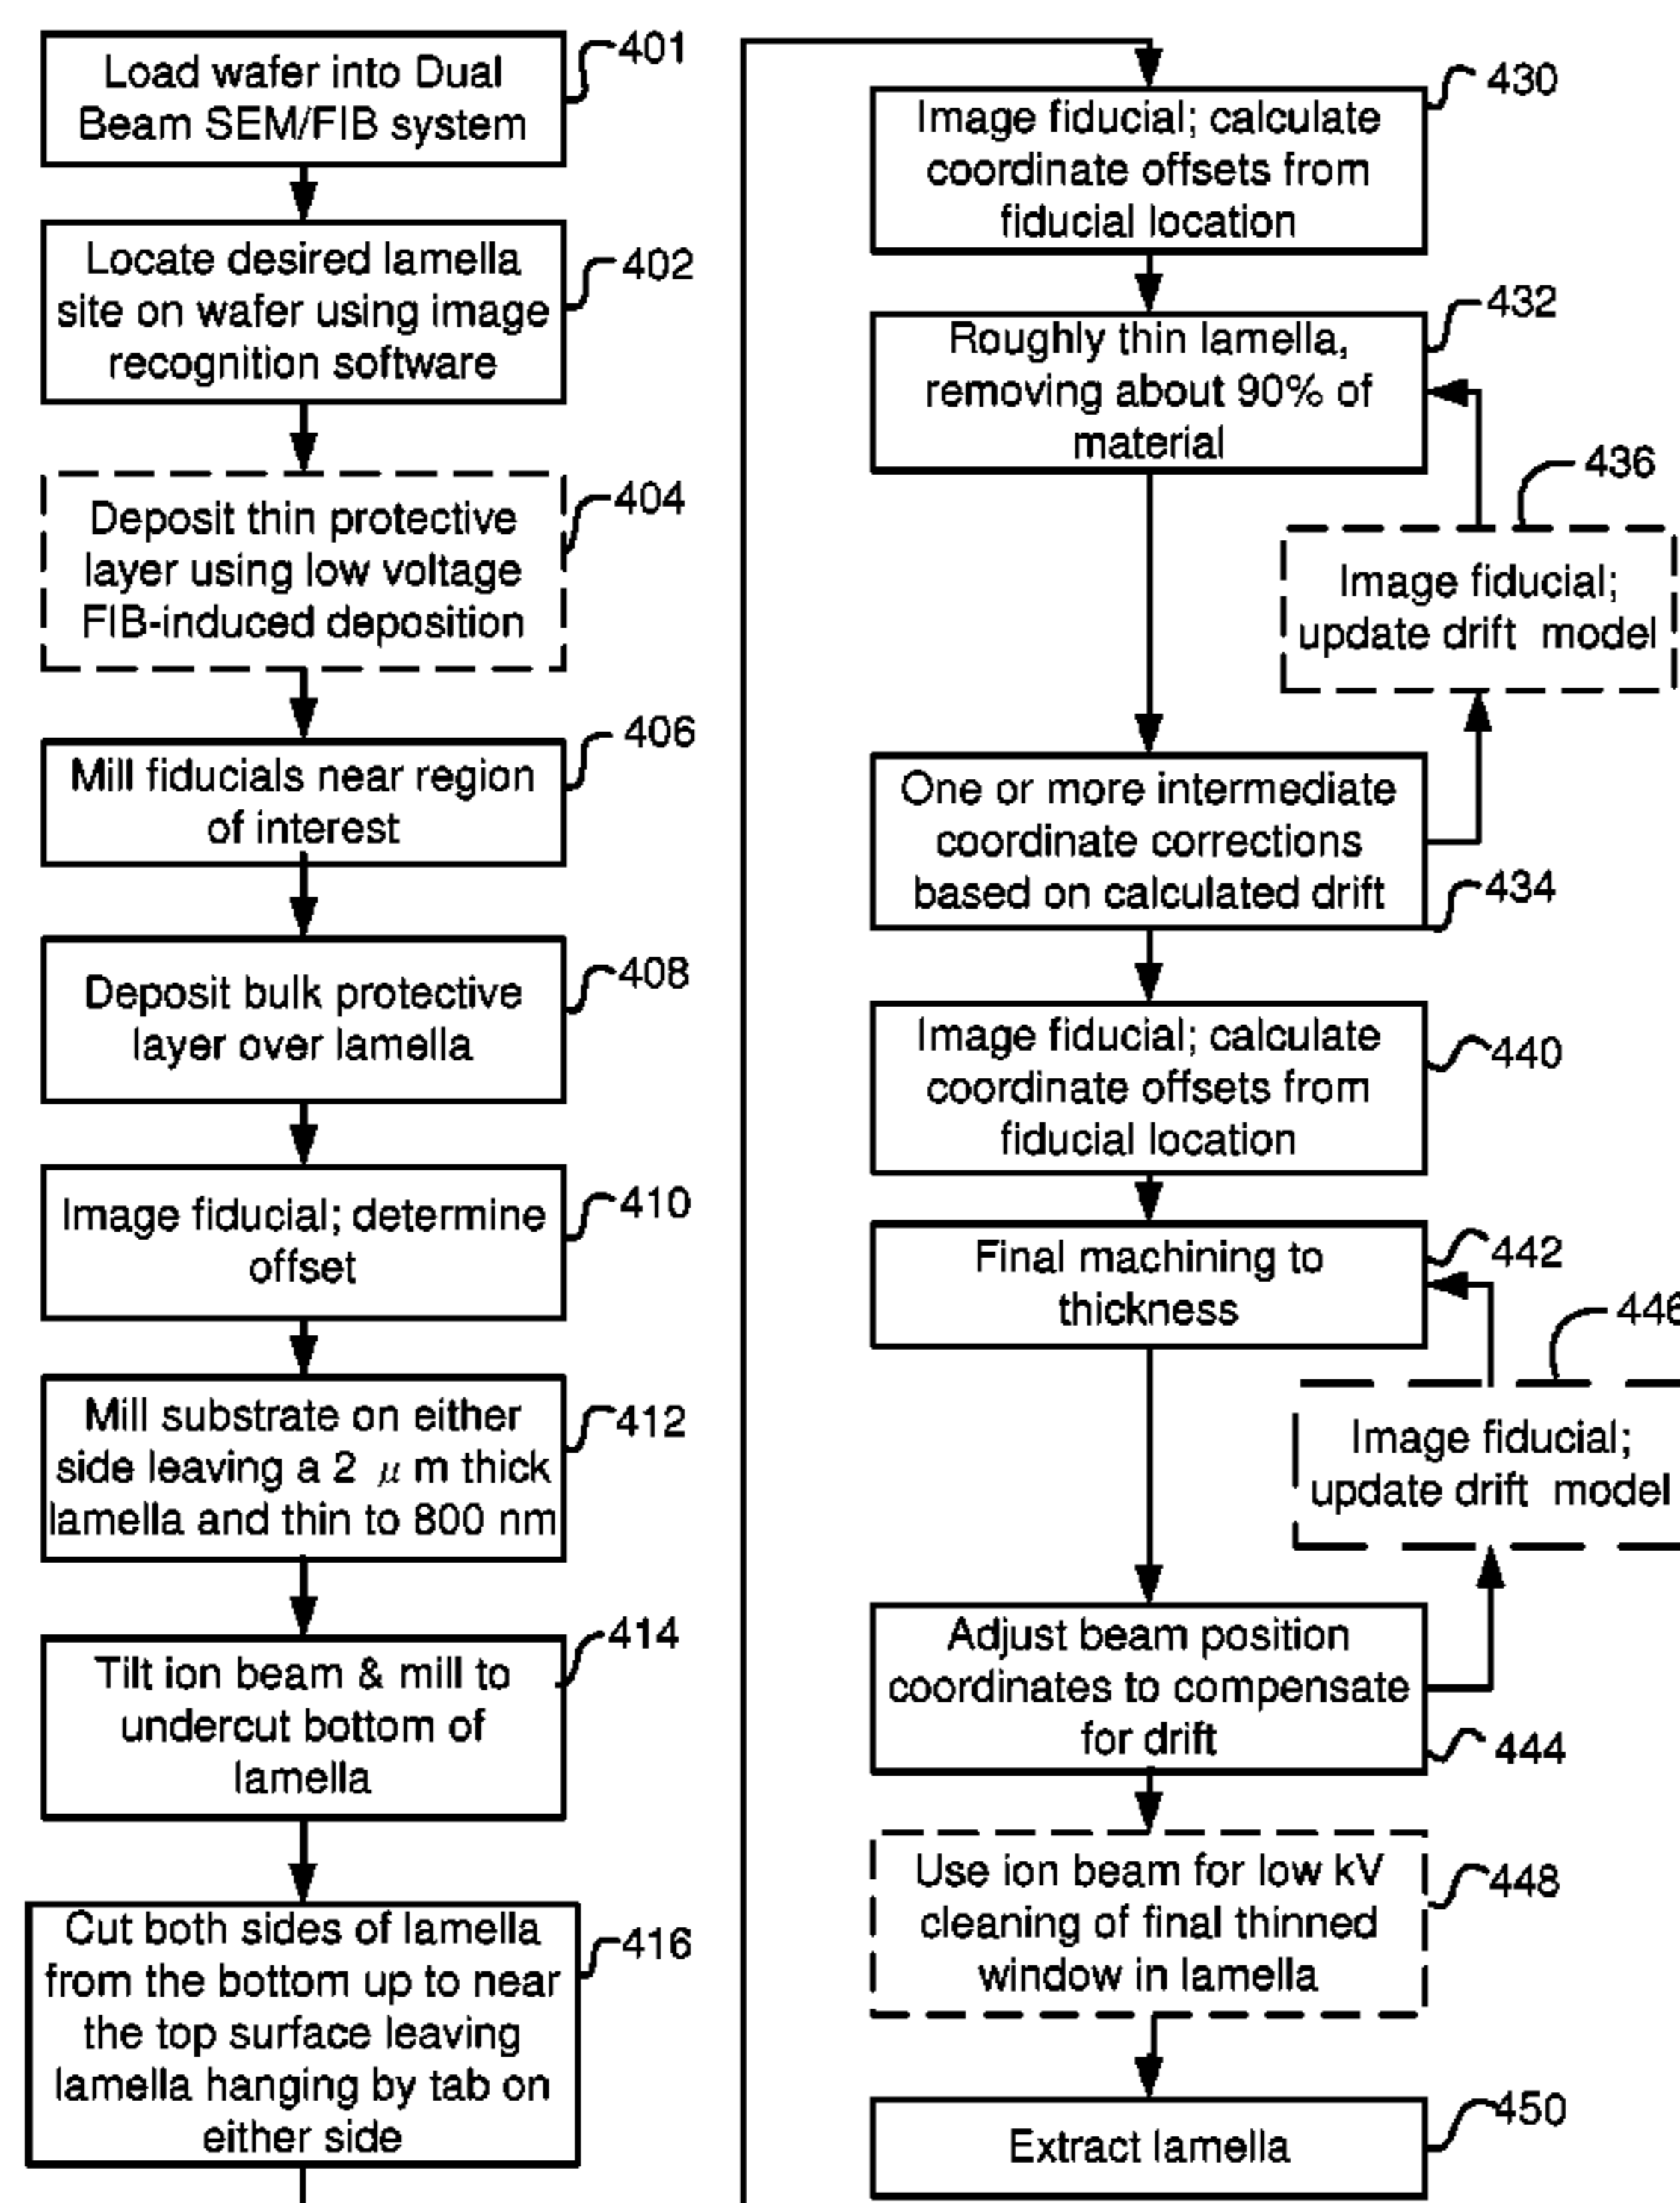 Load wafer into Dual
Beam SEM/FIB system
401
Locate desired lamella
site on wafer using image
recognition software
402
Deposit thin protective
layer using low voltage
FIB-induced deposition
404
Mill fiducials near region
of interest
406
Deposit bulk protective
layer over lamella
408
Image fiducial; determine
offset
410
Mill substrate on either
side leaving a 2 μm thick
lamella and thin to 800 nm
412
Tilt ion beam & mill to
undercut bottom of
lamella
414
Cut both sides of lamella
from the bottom up to near
the top surface leaving
lamella hanging by tab on
either side
416
Image fiducial; calculate
coordinate offsets from
fiducial location
430
Roughly thin lamella,
removing about 90% of
material
432
Image fiducial;
update drift model
436
One or more intermediate
coordinate corrections
based on calculated drift
434
Image fiducial; calculate
coordinate offsets from
fiducial location
440
Final machining to
thickness
442
Image fiducial;
update drift model
446
Adjust beam position
coordinates to compensate
for drift
444
Use ion beam for low kV
cleaning of final thinned
window in lamella
448
Extract lamella
450